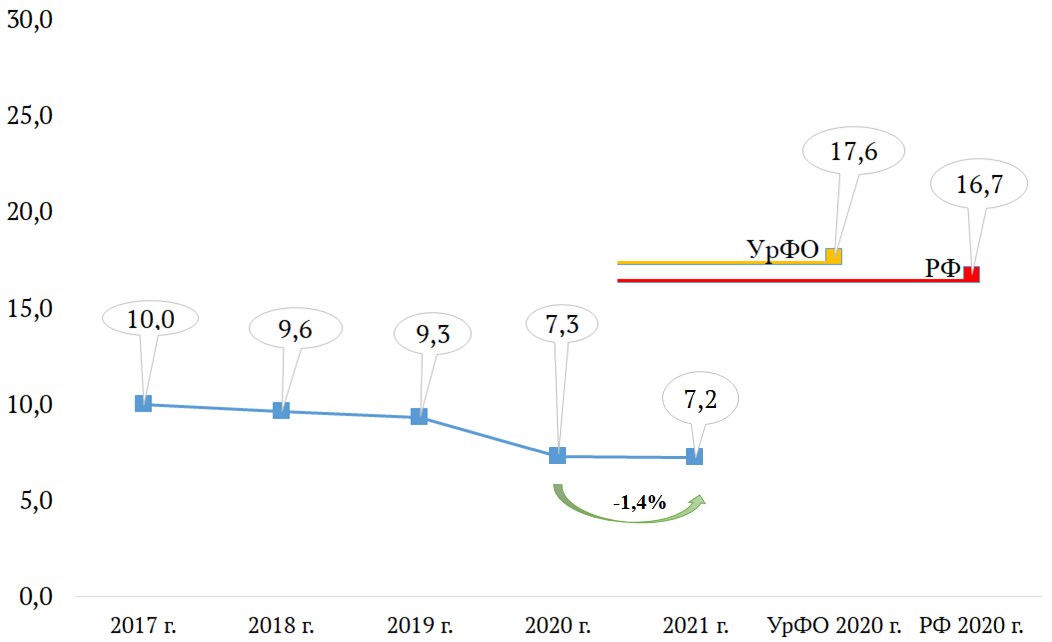 30,0
25,0
17,6
16,7
20,0
УрФО
РФ
15,0
10,0
9,6
9,3
7,3
7,2
10,0
5,0
-1,4%
0,0
2017 г.
2018 г.
2019 г.
2020 г.
2021 г.
УрФО 2020 г.
РФ 2020 г.